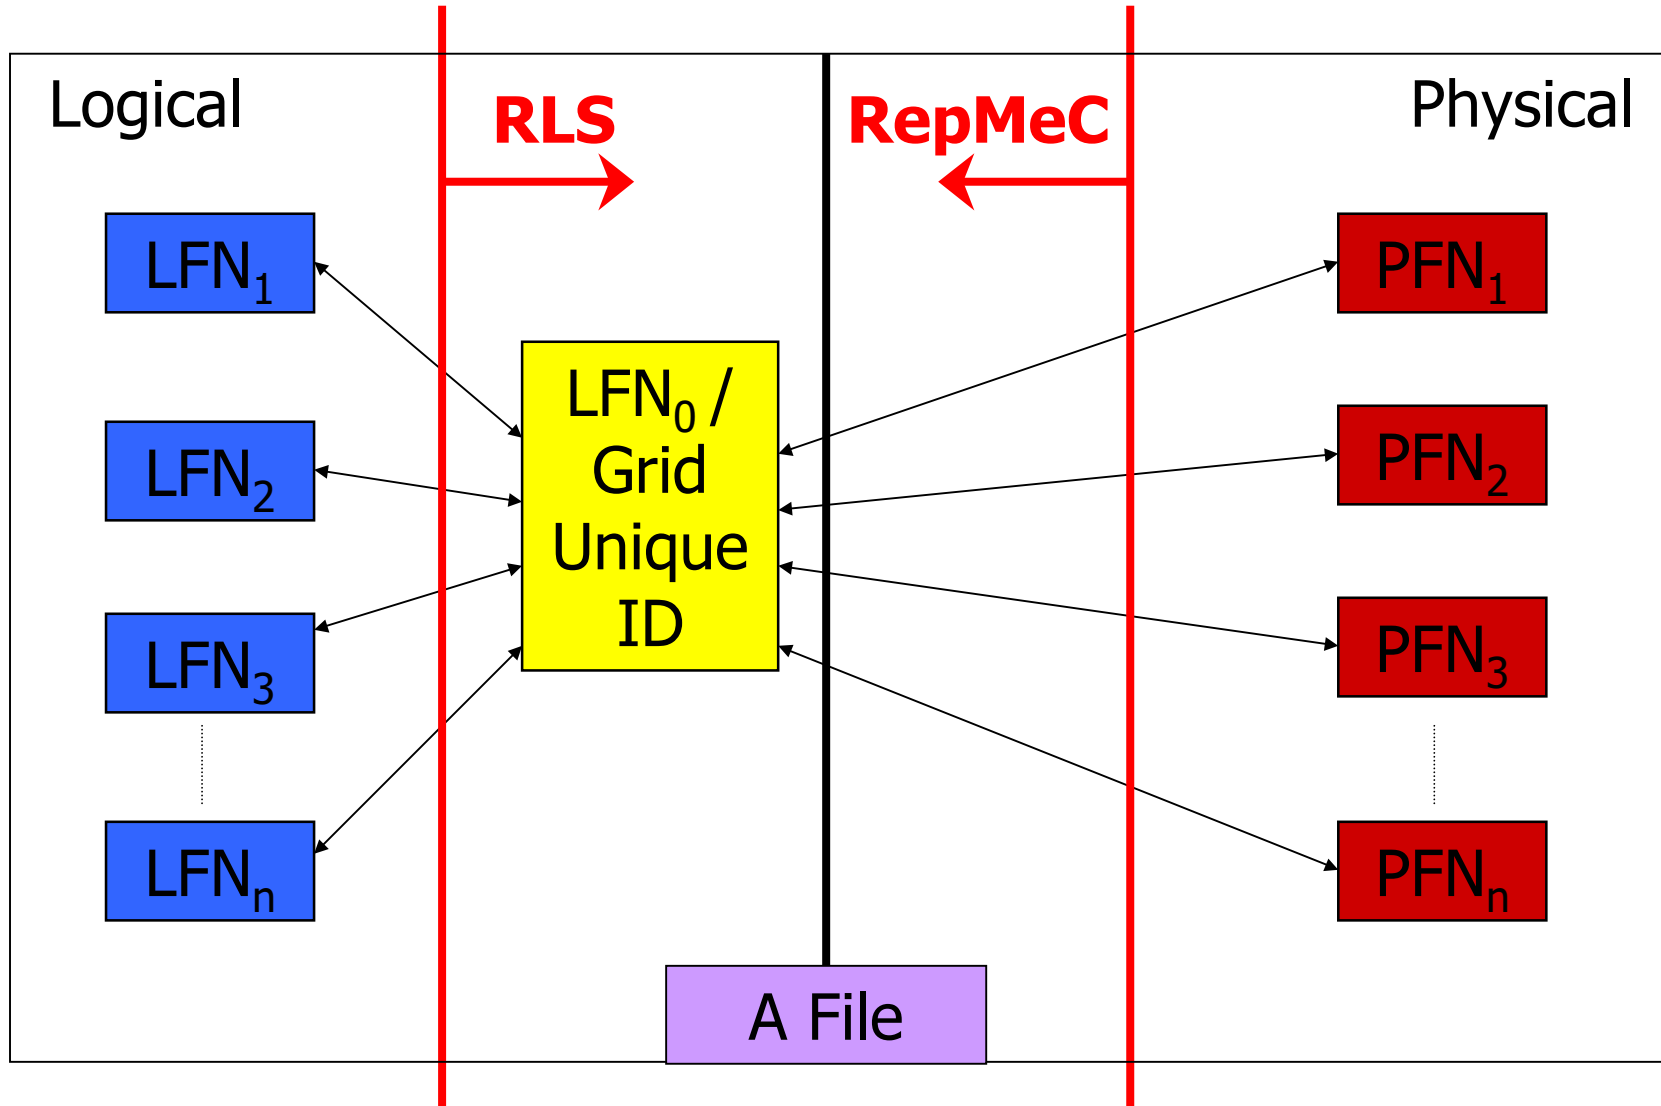 Logical
RLS
RepMeC
Physical
LFN₁
PFN₁
LFN₀ /
Grid
Unique
ID
LFN₂
PFN₂
LFN₃
PFN₃
LFNₙ
PFNₙ
A File